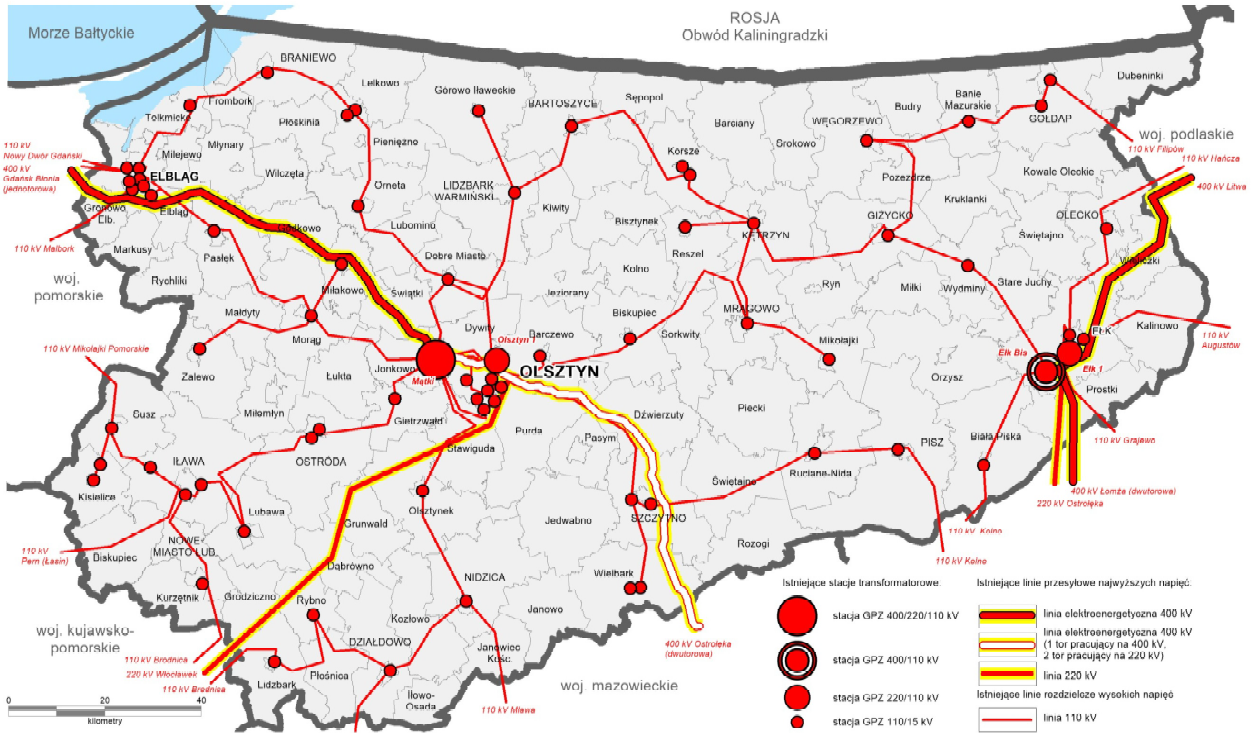 Morze Bałtyckie
ROSJA
Obwód Kaliningradzki
BRANIEWO
Lelkowo
Frombork
Tolkmicko
Płoskinia
Górowo Iławeckie
BARTOSZYCE
Sępopol
Barciany
Srokowo
WĘGORZEWO
Budry
Banie
Mazurskie
GOŁDAP
Dubeninki
woj. podlaskie
110 kV Filipów
110 kV Hańcza
400 kV Litwa
110 kV
Nowy Dwór Gdański
400 kV
Gdańsk Błonia
(jednotorowa)
Milejewo
Młynary
Wilczęta
Pieniężno
Orneta
LIDZBARK
WARMIŃSKI
Kiwity
Korsze
Bisztynek
Reszel
KĘTRZYN
Pozezdrze
Kruklanki
GIŻYCKO
Kowale Oleckie
OLECKO
Świętajno
Wieliczki
ELBLĄG
Gronowo
Elb.
Elbląg
Godkowo
110 kV Malbork
Markusy
Pasłęk
Rychliki
Lubomino
Dobre Miasto
Miłakowo
Świątki
Jeziorany
Kolno
Ryn
Miłki
Wydminy
Stare Juchy
woj.
pomorskie
Małdyty
Morąg
Dywity
Olsztyn 1
Barczewo
Biskupiec
Sorkwity
MRĄGOWO
Mikołajki
EŁK
Kalinowo
110 kV
Augustów
110 kV Mikołajki Pomorskie
Zalewo
Łukta
Jonkowo
Mątki
OLSZTYN
Ełk Bis
Ełk 1
Orzysz
Prostki
Susz
Miłomłyn
Gietrzwałd
Purda
Pasym
Dźwierzuty
Piecki
PISZ
Biała Piska
110 kV Grajewo
IŁAWA
OSTRÓDA
Stawiguda
Kisielice
Lubawa
Olsztynek
Świętajno
Ruciane-Nida
SZCZYTNO
400 kV Łomża (dwutorowa)
220 kV Ostrołęka
Grunwald
Jedwabno
Rozogi
110 kV Kolno
110 kV
Pern (Łasin)
Biskupiec
NOWE-
MIASTO LUB.
Dąbrówno
110 kV Kolno
Kurzętnik
Grodziczno
Rybno
NIDZICA
Wielbark
Janowo
Kozłowo
woj. kujawsko-
pomorskie
DZIAŁDOWO
Janowiec
Kośc.
400 kV Ostrołęka
(dwutorowa)
110 kV Brodnica
220 kV Włocławek
110 kV Brodnica
Lidzbark
Płośnica
Iłowo-
Osada
110 kV Mława
woj. mazowieckie
0
20
40
kilometry
Istniejące stacje transformatorowe:
stacja GPZ 400/220/110 kV
stacja GPZ 400/110 kV
stacja GPZ 220/110 kV
stacja GPZ 110/15 kV
Istniejące linie przesyłowe najwyższych napięć:
linia elektroenergetyczna 400 kV
linia elektroenergetyczna 400 kV
(1 tor pracujący na 400 kV,
2 tor pracujący na 220 kV)
linia 220 kV
Istniejące linie rozdzielcze wysokich napięć
linia 110 kV